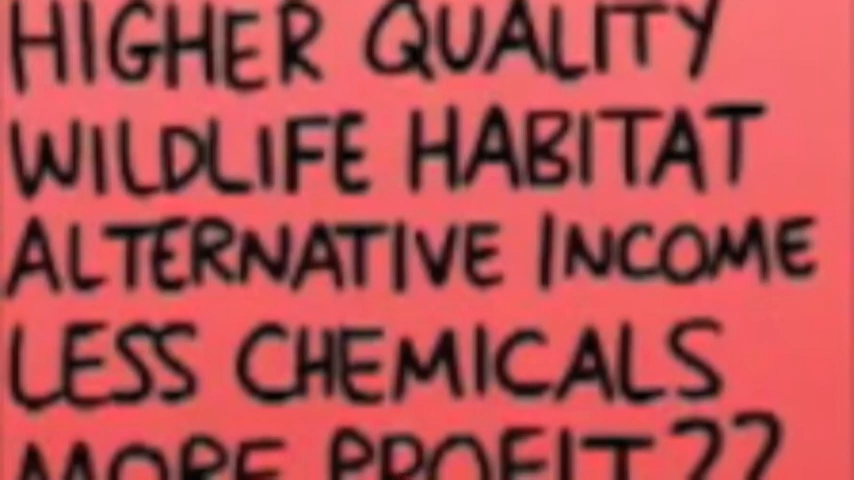 HIGHER QUALITY
WILDLIFE HABITAT
ALTERNATIVE INCOME
LESS CHEMICALS
MORE PROFIT??